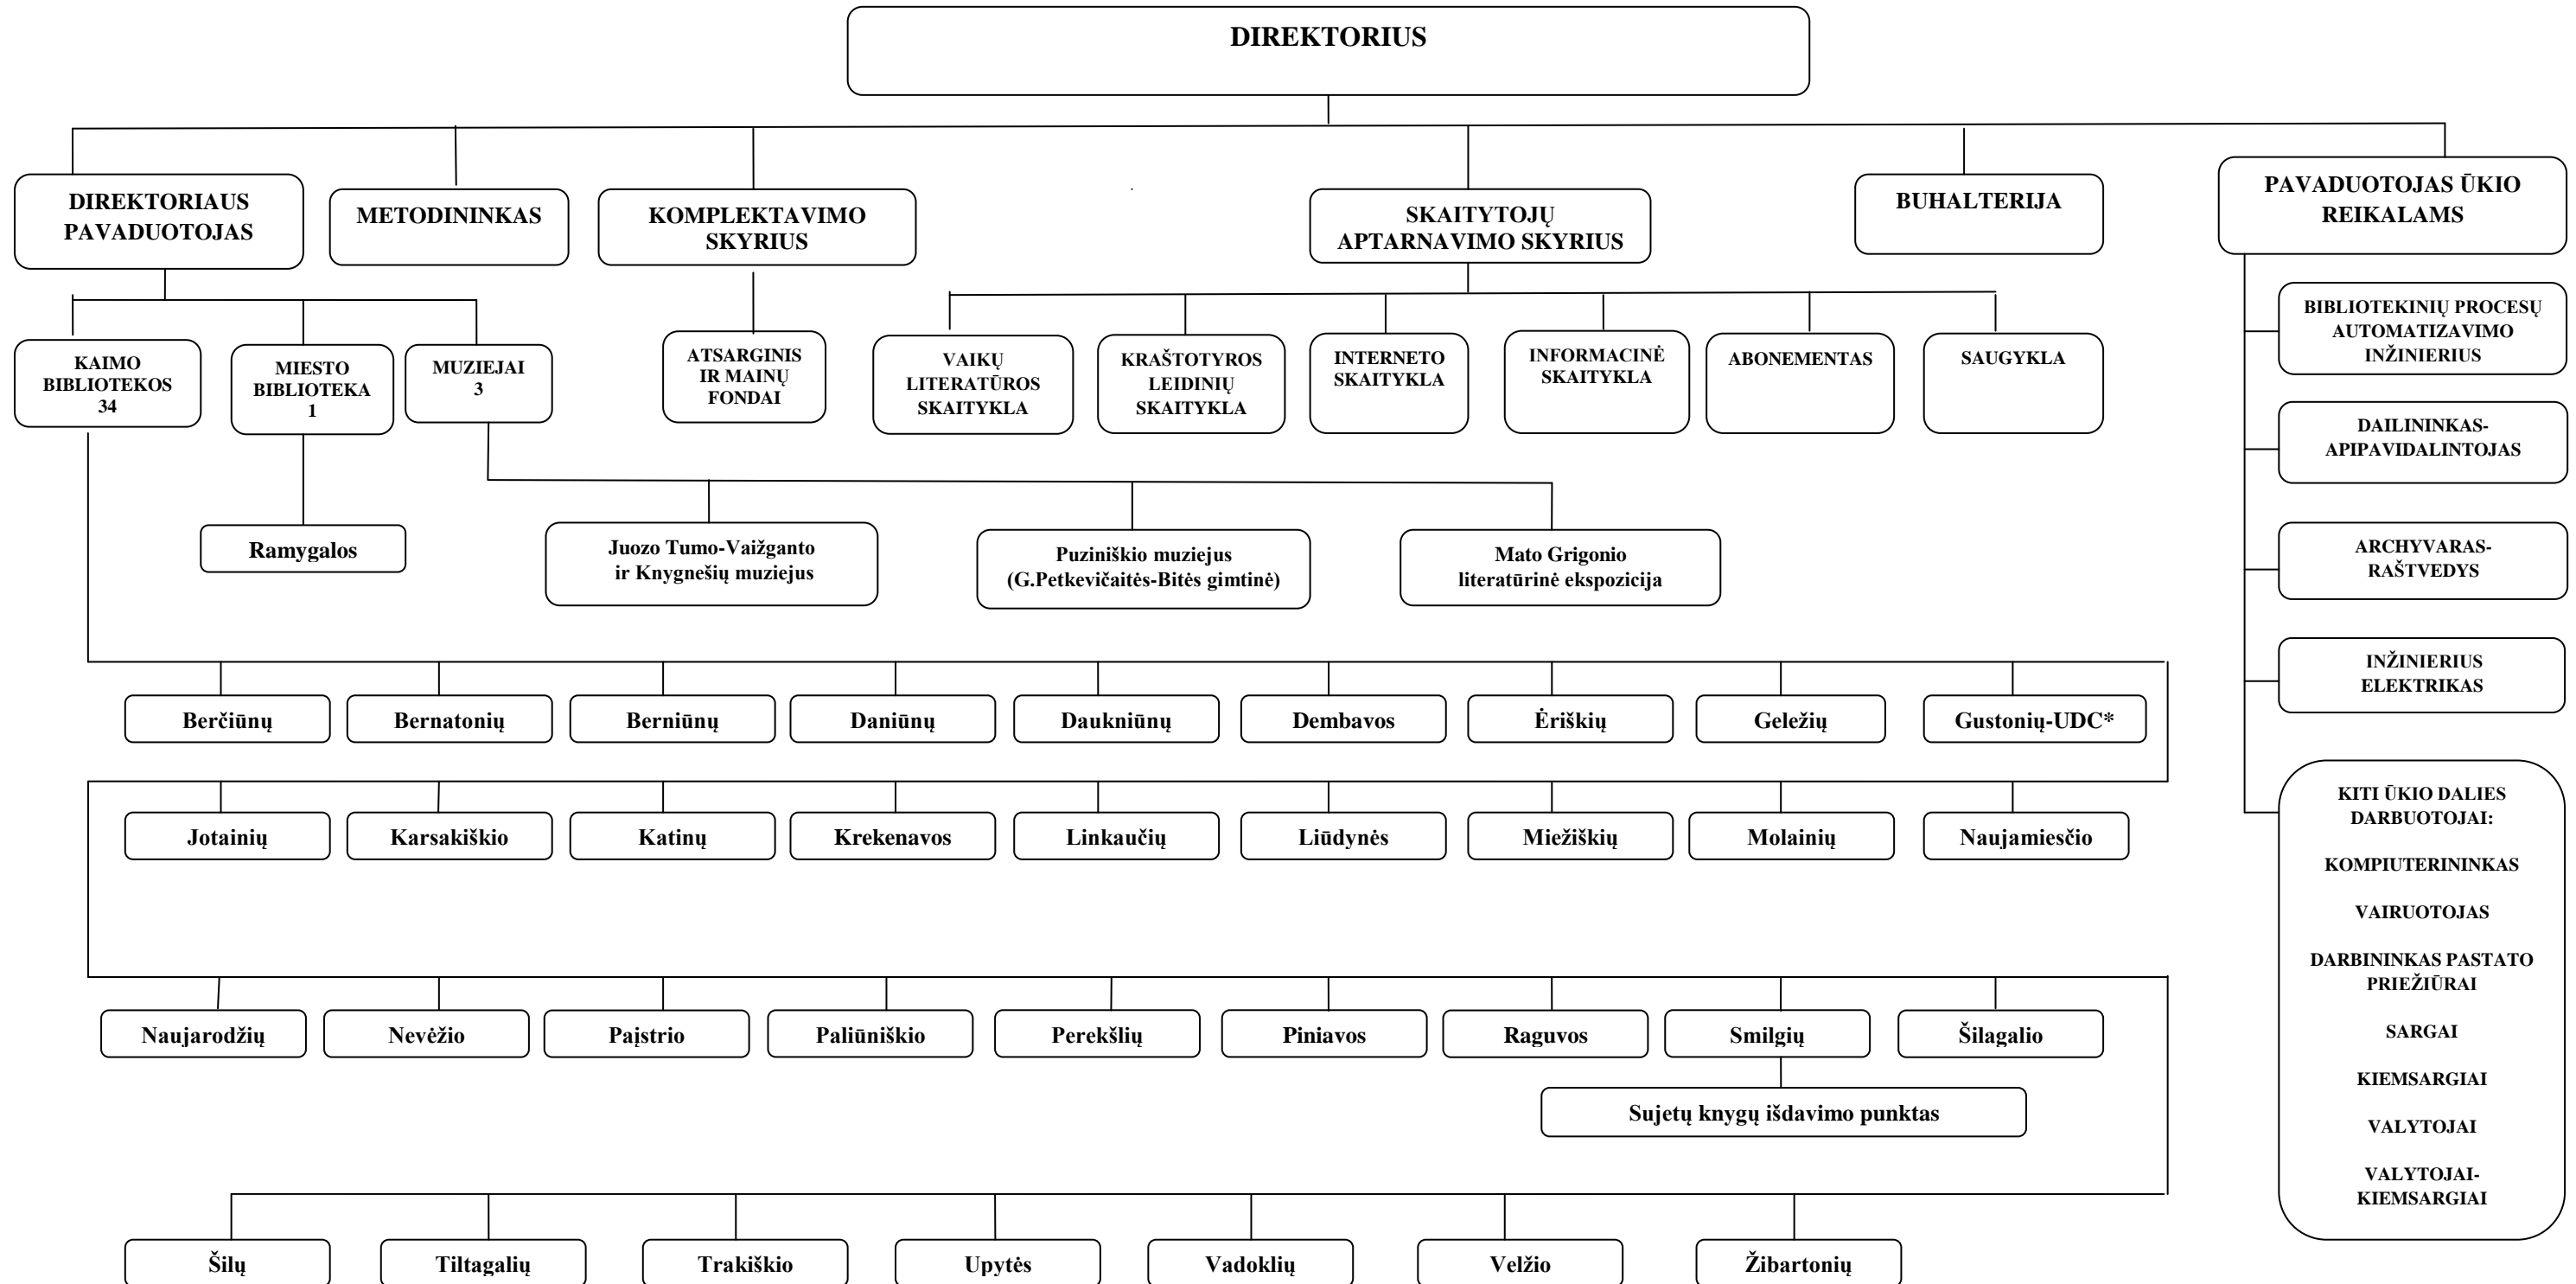 DIREKTORIUS
DIREKTORIAUS
PAVADUOTOJAS
METODININKAS
KOMPLEKTAVIMO
SKYRIUS
SKAITYTOJŲ
APTARNAVIMO SKYRIUS
BUHALTERIJA
PAVADUOTOJAS ŪKIO
REIKALAMS
KAIMO
BIBLIOTEKOS
34
MIESTO
BIBLIOTEKA
1
MUZIEJAI
3
ATSARGINIS
IR MAINŲ
FONDAI
VAIKŲ
LITERATŪROS
SKAITYKLA
KRAŠTOTYROS
LEIDINIŲ
SKAITYKLA
INTERNETO
SKAITYKLA
INFORMACINĖ
SKAITYKLA
ABONEMENTAS
SAUGYKLA
BIBLIOTEKINIŲ PROCESŲ
AUTOMATIZAVIMO
INŽINIERIUS
DAILININKAS-
APIPAVIDALINTOJAS
ARCHYVARAS-
RAŠTVEDYS
INŽINIERIUS
ELEKTRIKAS
KITI ŪKIO DALIES
DARBUOTOJAI:
KOMPIUTERININKAS
VAIRUOTOJAS
DARBININKAS PASTATO
PRIEŽIŪRAI
SARGAI
KIEMSARGIAI
VALYTOJAI
VALYTOJAI-
KIEMSARGIAI
Ramygalos
Juozo Tumo-Vaižganto
ir Knygnešių muziejus
Puziniškio muziejus
(G.Petkevičaitės-Bitės gimtinė)
Mato Grigonio
literatūrinė ekspozicija
Berčiūnų
Bernatonių
Berniūnų
Daniūnų
Daukniūnų
Dembavos
Ėriškių
Geležių
Gustonių-UDC*
Jotainių
Karsakiškio
Katinų
Krekenavos
Linkaučių
Liūdynės
Miežiškių
Molainių
Naujamiesčio
Naujarodžių
Nevėžio
Paįstrio
Paliūniškio
Perekšlių
Piniavos
Raguvos
Smilgių
Šilagalio
Sujetų knygų išdavimo punktas
Šilų
Tiltagalių
Trakiškio
Upytės
Vadoklių
Velžio
Žibartonių